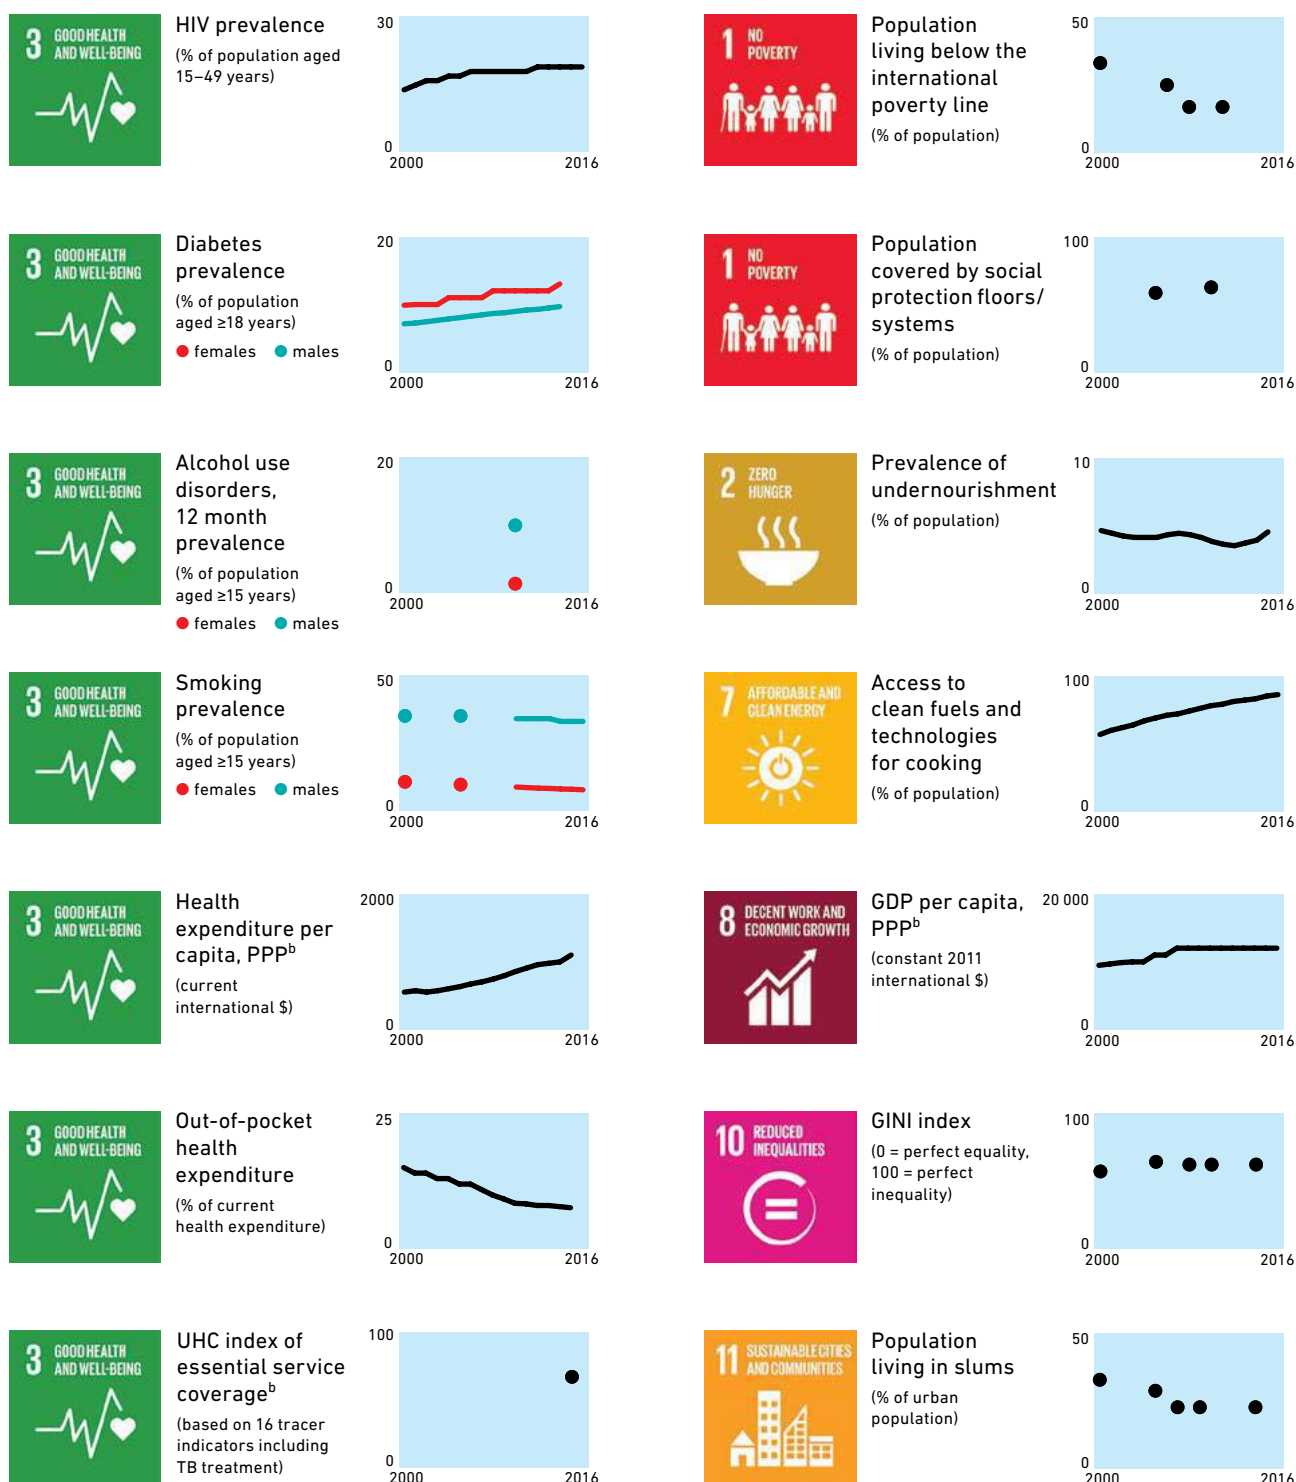 3 GOOD HEALTH
AND WELL-BEING
HIV prevalence
(% of population aged
15–49 years)
30
0
2000 2016
3 GOOD HEALTH
AND WELL-BEING
Diabetes
prevalence
(% of population
aged ≥18 years)
females males
20
0
2000 2016
3 GOOD HEALTH
AND WELL-BEING
Alcohol use
disorders,
12 month
prevalence
(% of population
aged ≥15 years)
females males
20
0
2000 2016
3 GOOD HEALTH
AND WELL-BEING
Smoking
prevalence
(% of population
aged ≥15 years)
females males
50
0
2000 2016
3 GOOD HEALTH
AND WELL-BEING
Health
expenditure per
capita, PPPᵇ
(current
international $)
2000
0
2000 2016
3 GOOD HEALTH
AND WELL-BEING
Out-of-pocket
health
expenditure
(% of current
health expenditure)
25
0
2000 2016
3 GOOD HEALTH
AND WELL-BEING
UHC index of
essential service
coverageᵇ
(based on 16 tracer
indicators including
TB treatment)
100
0
2000 2016
1 NO
POVERTY
Population
living below the
international
poverty line
(% of population)
50
0
2000 2016
1 NO
POVERTY
Population
covered by social
protection floors/
systems
(% of population)
100
0
2000 2016
2 ZERO
HUNGER
Prevalence of
undernourishment
(% of population)
10
0
2000 2016
7 AFFORDABLE AND
CLEAN ENERGY
Access to
clean fuels and
technologies
for cooking
(% of population)
100
0
2000 2016
8 DECENT WORK AND
ECONOMIC GROWTH
GDP per capita,
PPPᵇ
(constant 2011
international $)
20 000
0
2000 2016
10 REDUCED
INEQUALITIES
GINI index
(0 = perfect equality,
100 = perfect
inequality)
100
0
2000 2016
11 SUSTAINABLE CITIES
AND COMMUNITIES
Population
living in slums
(% of urban
population)
50
0
2000 2016